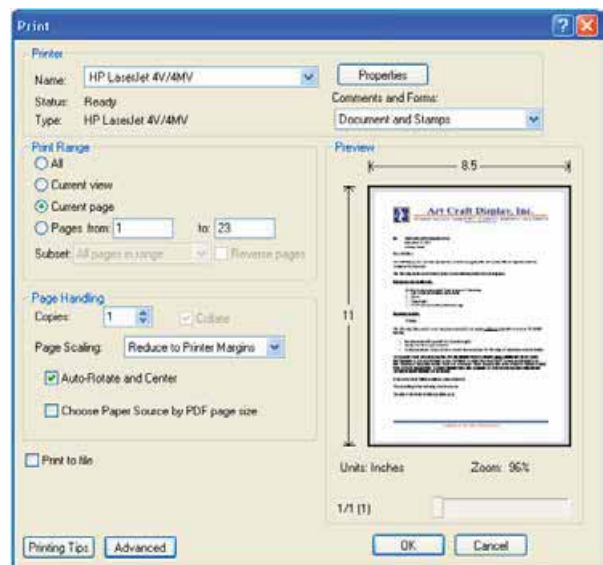 Print
Printer
Name: HP LaserJet 4V/4MV
Properties
Status: Ready
Comments and Forms:
Type: HP LaserJet 4V/4MV
Document and Stamps
Print Range
All
Current view
Current page
Pages from: 1 to: 23
Subset: All pages in range Reverse pages
Page Handling
Copies: 1 Collate
Page Scaling: Reduce to Printer Margins
Auto-Rotate and Center
Choose Paper Source by PDF page size
Print to file
Preview
8.5
11
Art Craft Display, Inc.
Units: Inches Zoom: 96%
1/1 (1)
Printing Tips Advanced OK Cancel